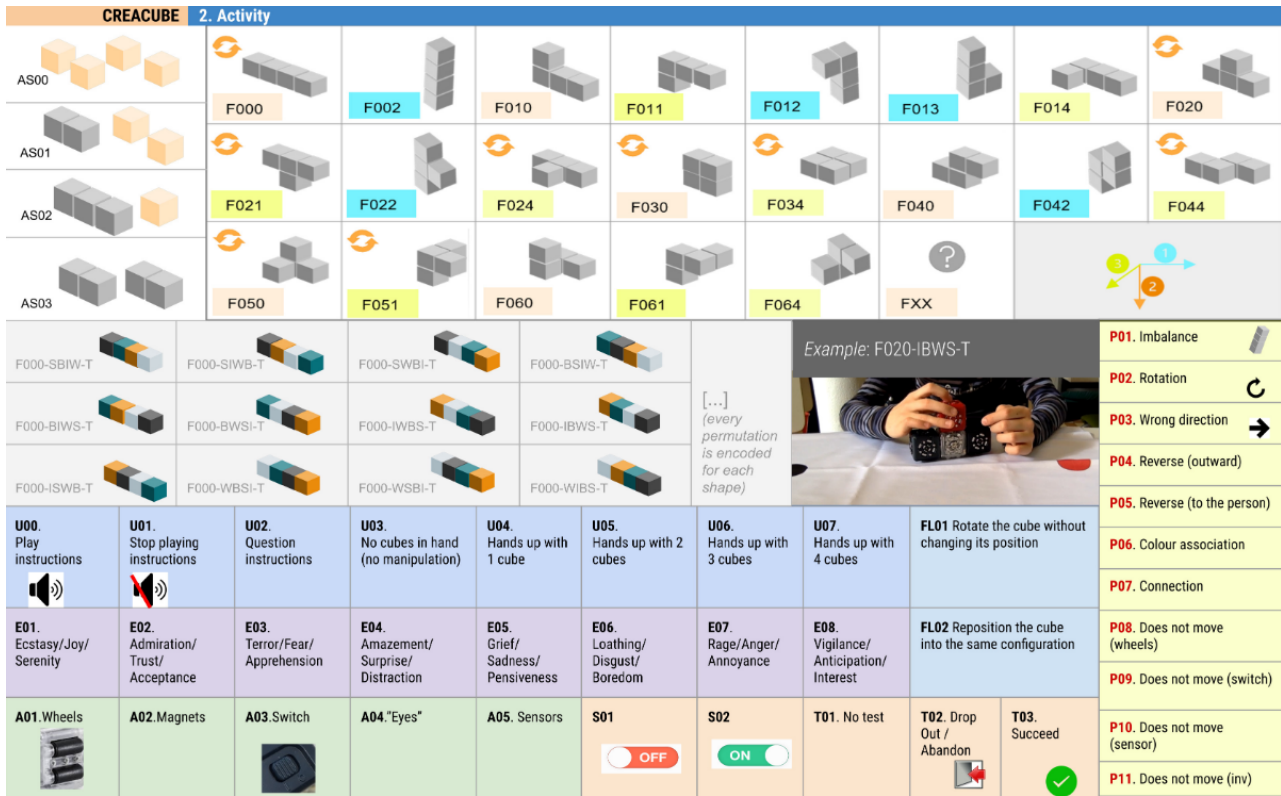 CREACUBE 2. Activity
AS00
AS01
AS02
AS03
F000
F002
F010
F011
F012
F013
F014
F020
F021
F022
F024
F030
F034
F040
F042
F044
F050
F051
F060
F061
F064
?
FXX
1
2
3
F000-SBIW-T
F000-SIWB-T
F000-SWBI-T
F000-BSIW-T
F000-BIWS-T
F000-BWSI-T
F000-IWBS-T
F000-IBWS-T
F000-ISWB-T
F000-WBSI-T
F000-WSBI-T
F000-WIBS-T
[...]
(every
permutation
is encoded
for each
shape)
Example: F020-IBWS-T
P01. Imbalance
P02. Rotation
P03. Wrong direction
P04. Reverse (outward)
P05. Reverse (to the person)
P06. Colour association
P07. Connection
P08. Does not move
(wheels)
P09. Does not move (switch)
P10. Does not move
(sensor)
P11. Does not move (inv)
U00.
Play
instructions
U01.
Stop playing
instructions
U02.
Question
instructions
U03.
No cubes in hand
(no manipulation)
U04.
Hands up with
1 cube
U05.
Hands up with 2
cubes
U06.
Hands up with
3 cubes
U07.
Hands up with
4 cubes
FL01 Rotate the cube without
changing its position
E01.
Ecstasy/Joy/
Serenity
E02.
Admiration/
Trust/
Acceptance
E03.
Terror/Fear/
Apprehension
E04.
Amazement/
Surprise/
Distraction
E05.
Grief/
Sadness/
Pensiveness
E06.
Loathing/
Disgust/
Boredom
E07.
Rage/Anger/
Annoyance
E08.
Vigilance/
Anticipation/
Interest
FL02 Reposition the cube
into the same configuration
A01.Wheels
A02.Magnets
A03.Switch
A04."Eyes"
A05. Sensors
S01
OFF
S02
ON
T01. No test
T02. Drop
Out /
Abandon
T03.
Succeed